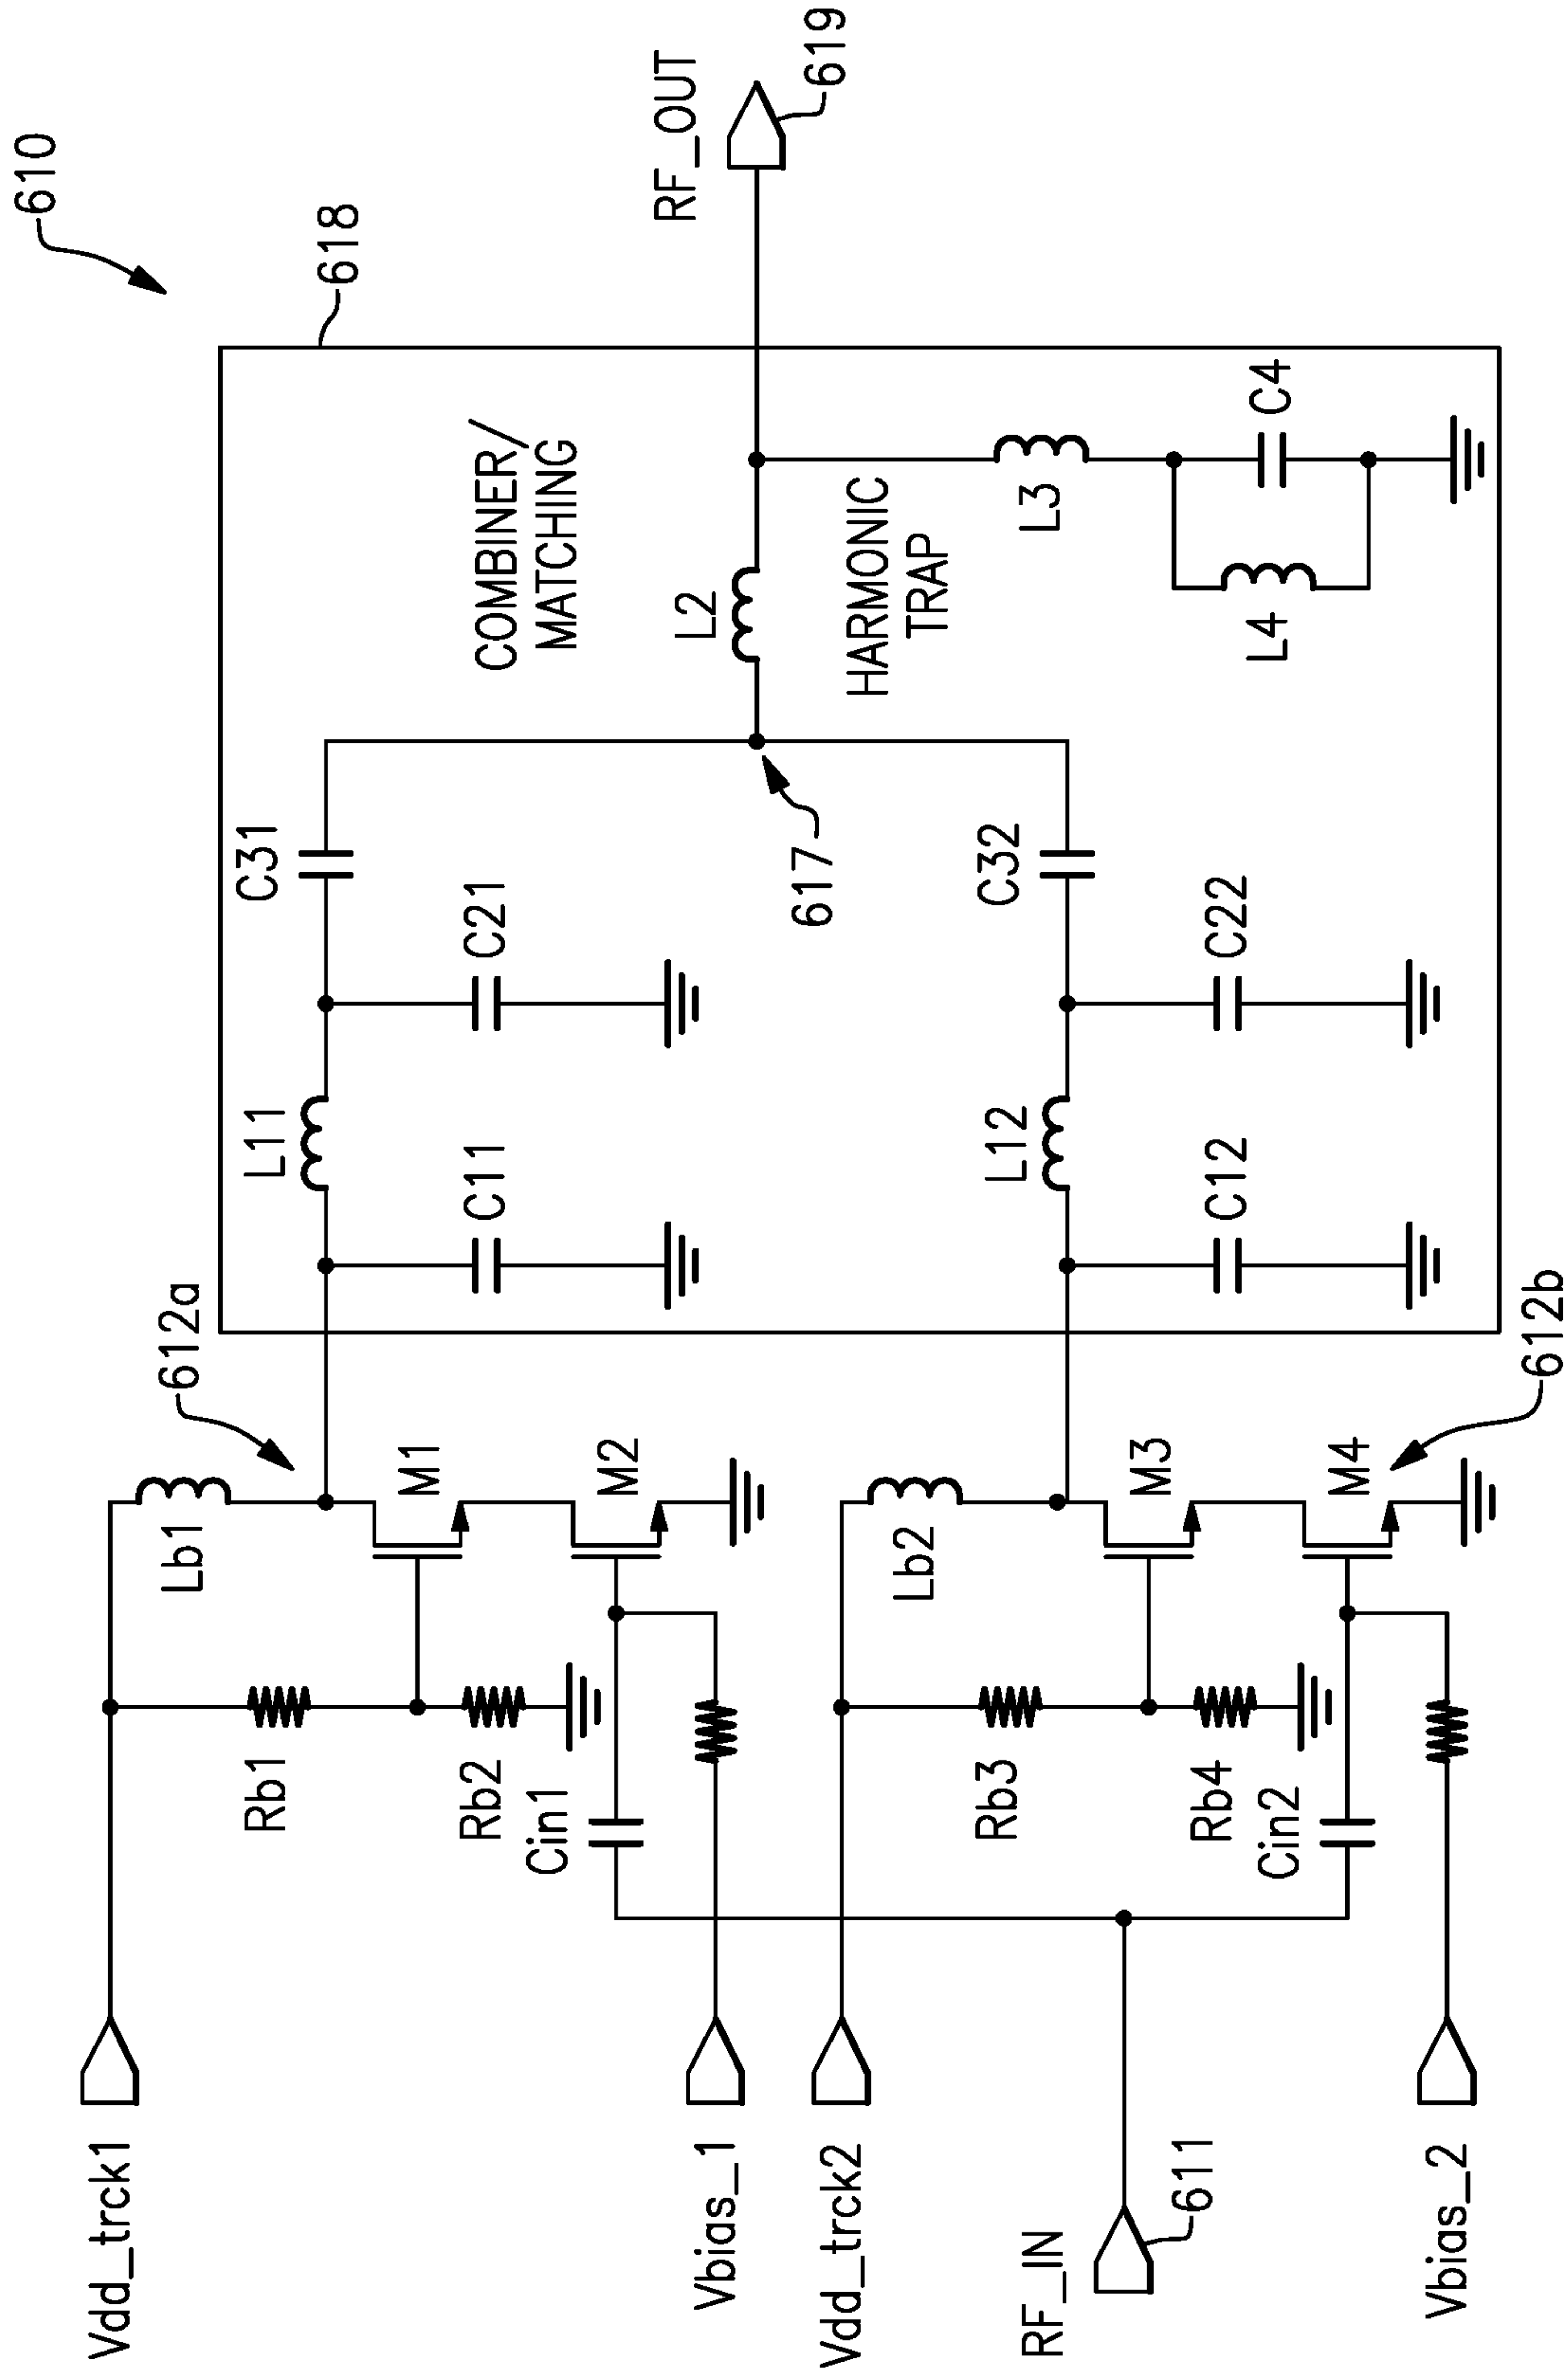 610
618
RF_OUT
619
COMBINER/
MATCHING
L2
HARMONIC
TRAP
L3
C4
L4
617
C31
C21
L11
C11
C32
C22
L12
C12
612a
612b
Lb1
M1
M2
Rb1
Rb2
Cin1
Lb2
M3
M4
Rb3
Rb4
Cin2
Vdd_trck1
Vbias_1
Vdd_trck2
RF_IN
611
Vbias_2